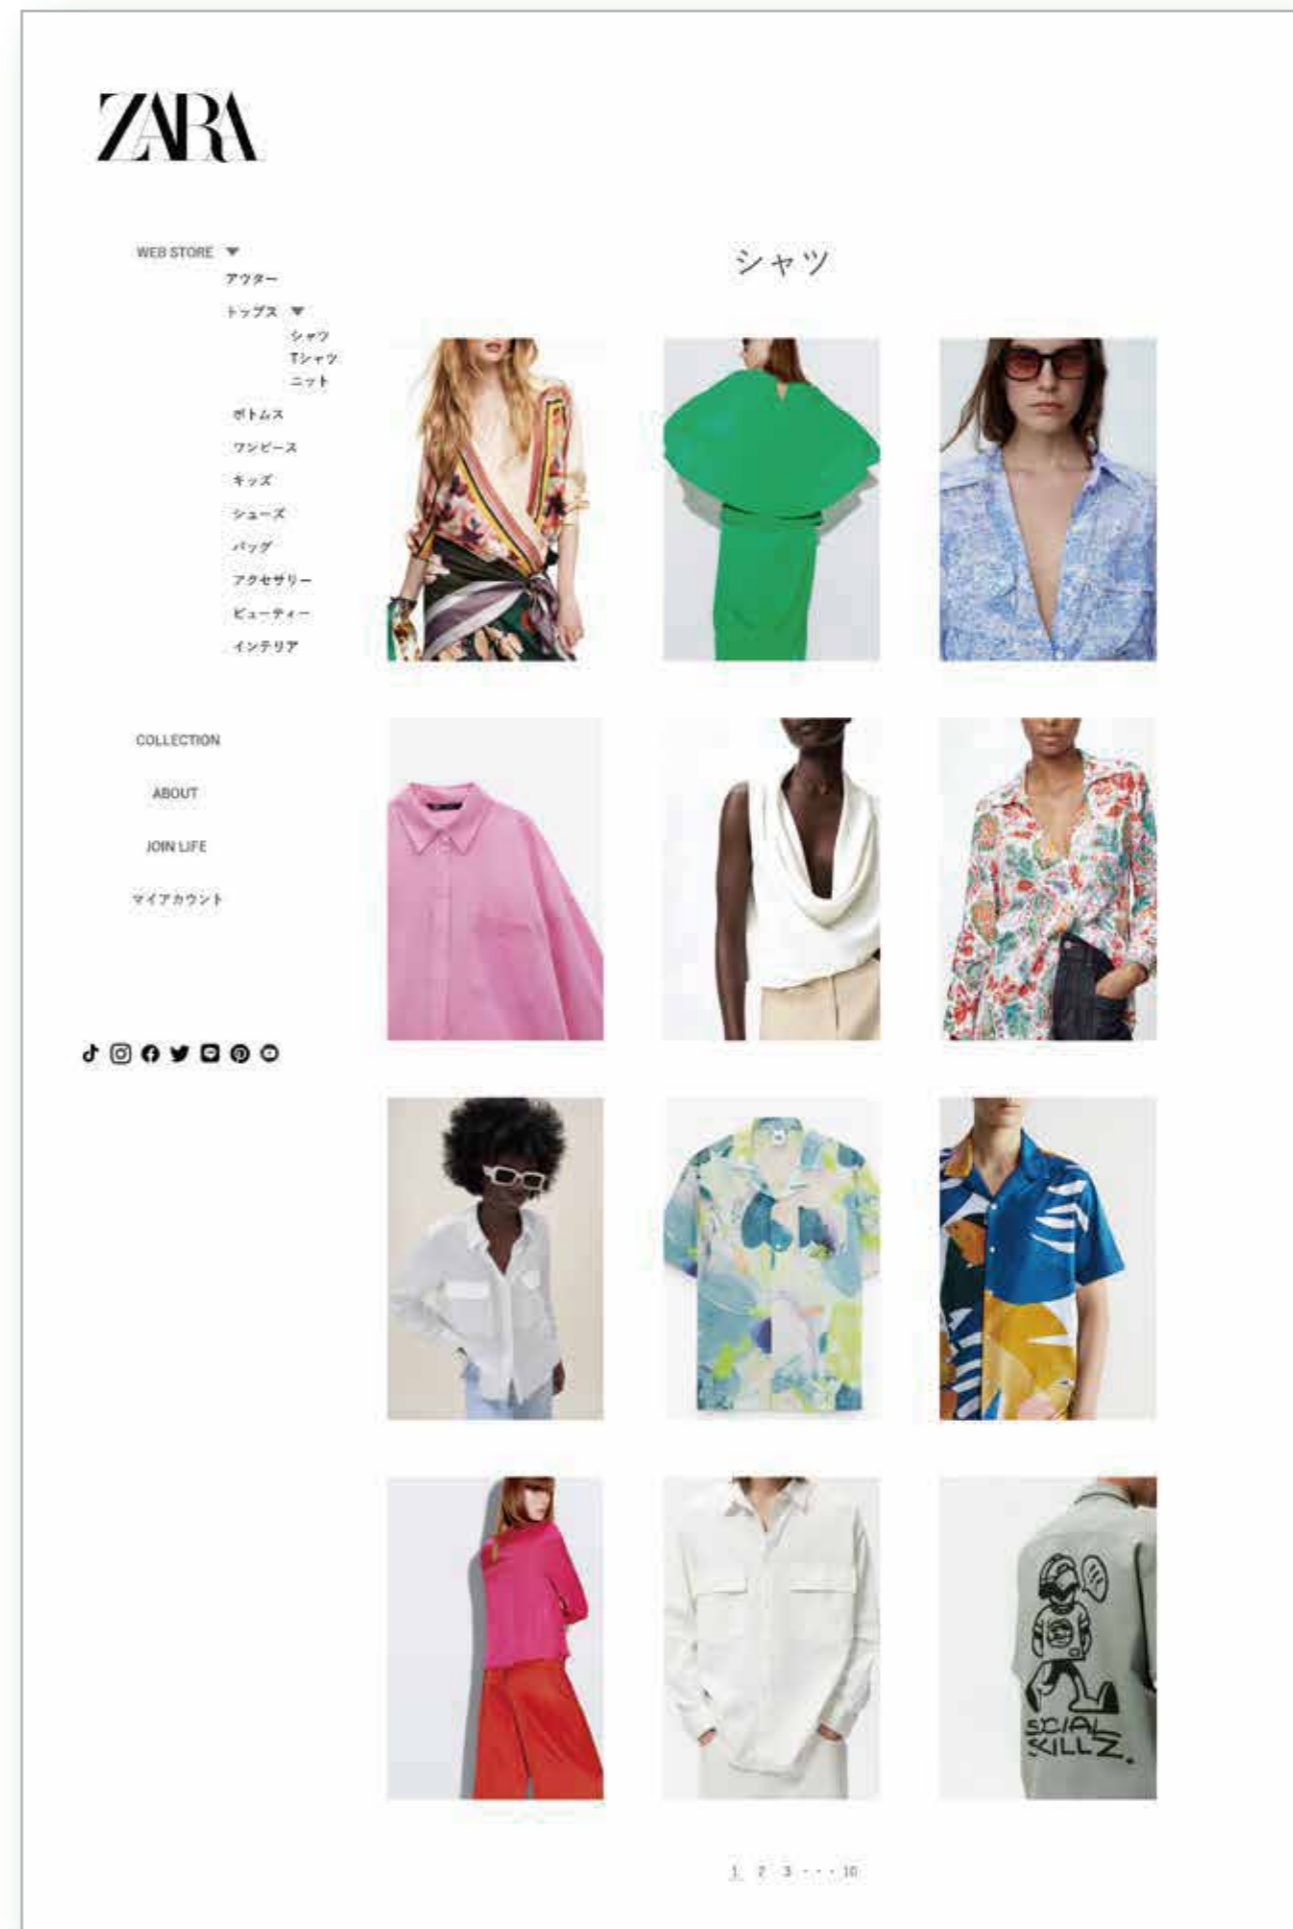 ZARA
WEB STORE ▼
アウター
トップス ▼
シャツ
Tシャツ
ニット
ボトムス
ワンピース
キッズ
シューズ
バッグ
アクセサリー
ビューティー
インテリア
COLLECTION
ABOUT
JOIN LIFE
マイアカウント
シャツ
SOCIAL
SKILLZ.
1 2 3 ・・・ 10